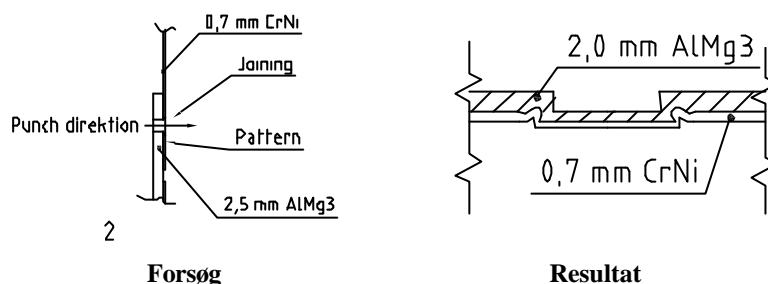 0,7 mm CrNi
Joining
Punch direktion
Pattern
2,5 mm AlMg3
2
Forsøg
2,0 mm AlMg3
0,7 mm CrNi
Resultat